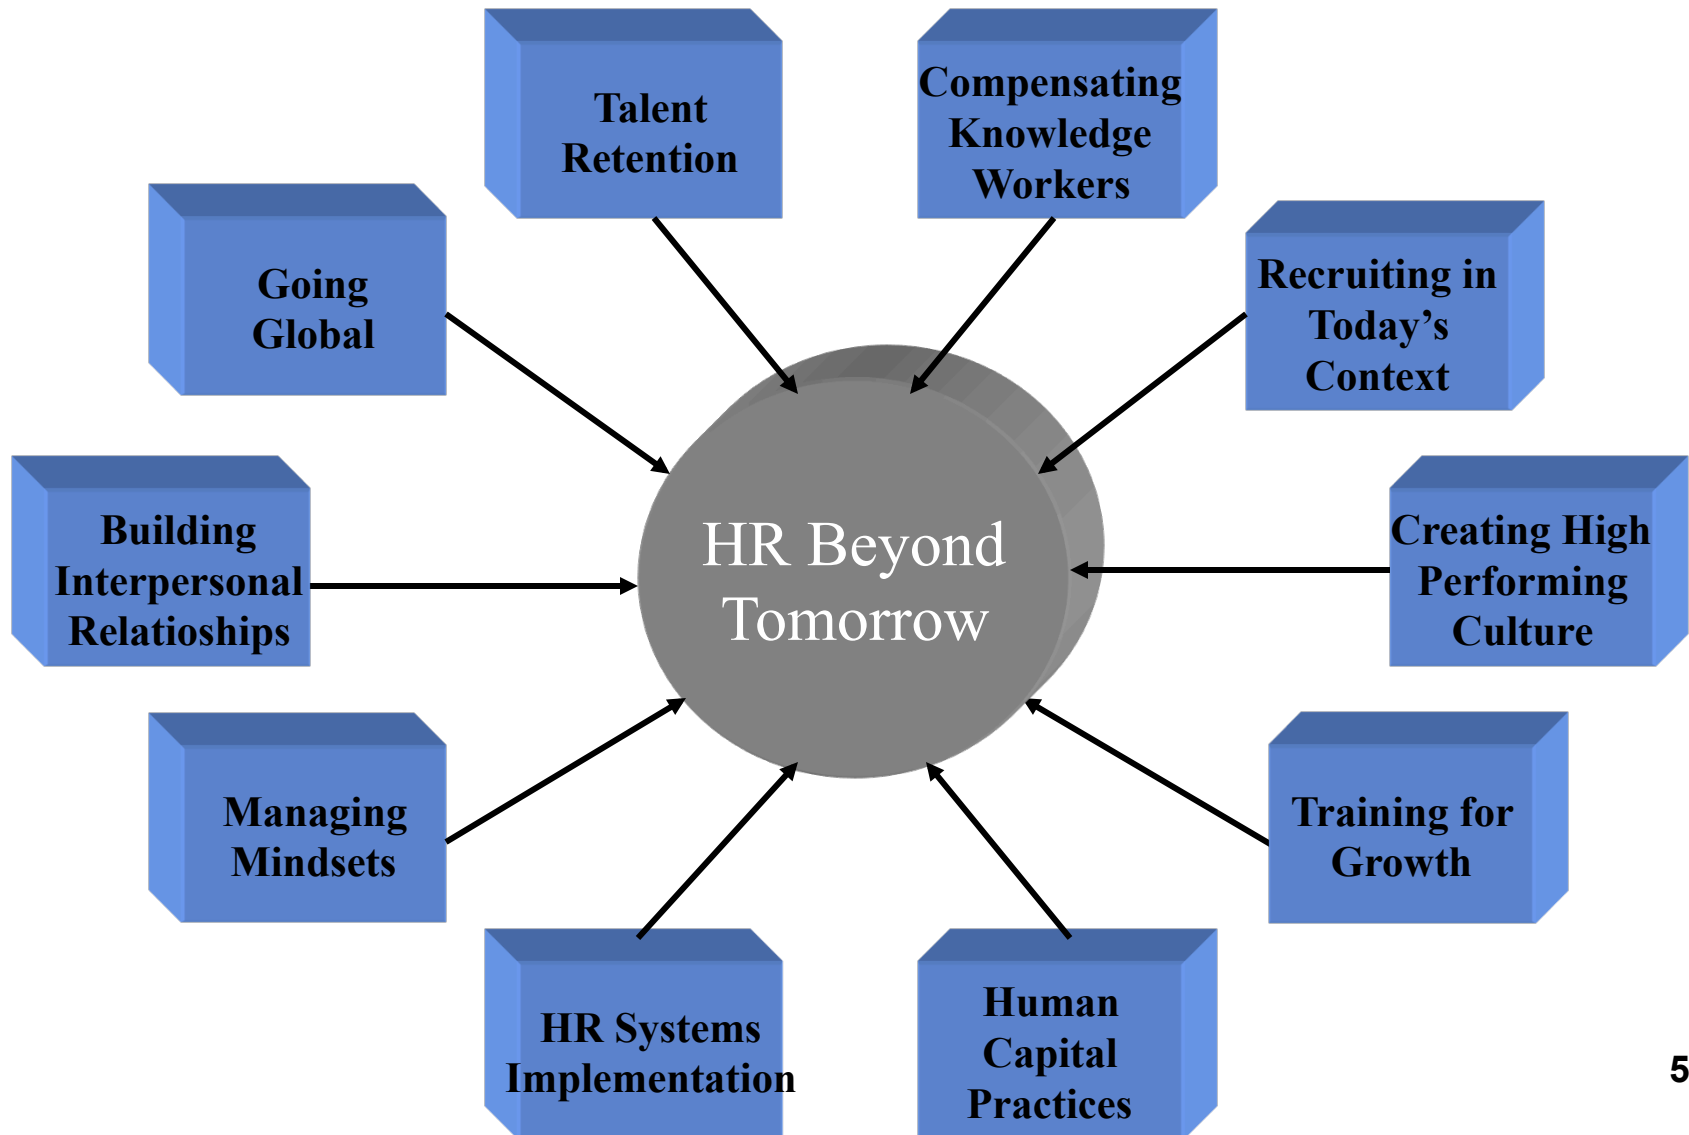 Talent
Retention
Compensating
Knowledge
Workers
Going
Global
Recruiting in
Today’s
Context
Building
Interpersonal
Relatioships
HR Beyond
Tomorrow
Creating High
Performing
Culture
Managing
Mindsets
Training for
Growth
HR Systems
Implementation
Human
Capital
Practices
5